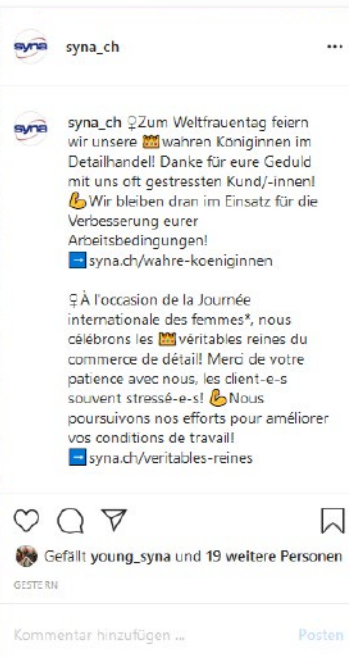 syna syna_ch ...
syna syna_ch ♀Zum Weltfrauentag feiern
wir unsere 👑wahren Königinnen im
Detailhandel! Danke für eure Geduld
mit uns oft gestressten Kund/-innen!
💪Wir bleiben dran im Einsatz für die
Verbesserung eurer
Arbeitsbedingungen!
➡️syna.ch/wahre-koeniginnen
♀À l'occasion de la Journée
internationale des femmes*, nous
célébrons les 👑véritables reines du
commerce de détail! Merci de votre
patience avec nous, les client-e-s
souvent stressé-e-s! 💪Nous
poursuivons nos efforts pour améliorer
vos conditions de travail!
➡️syna.ch/veritables-reines
Gefällt young_syna und 19 weitere Personen
GESTERN
Kommentar hinzufügen ... Posten